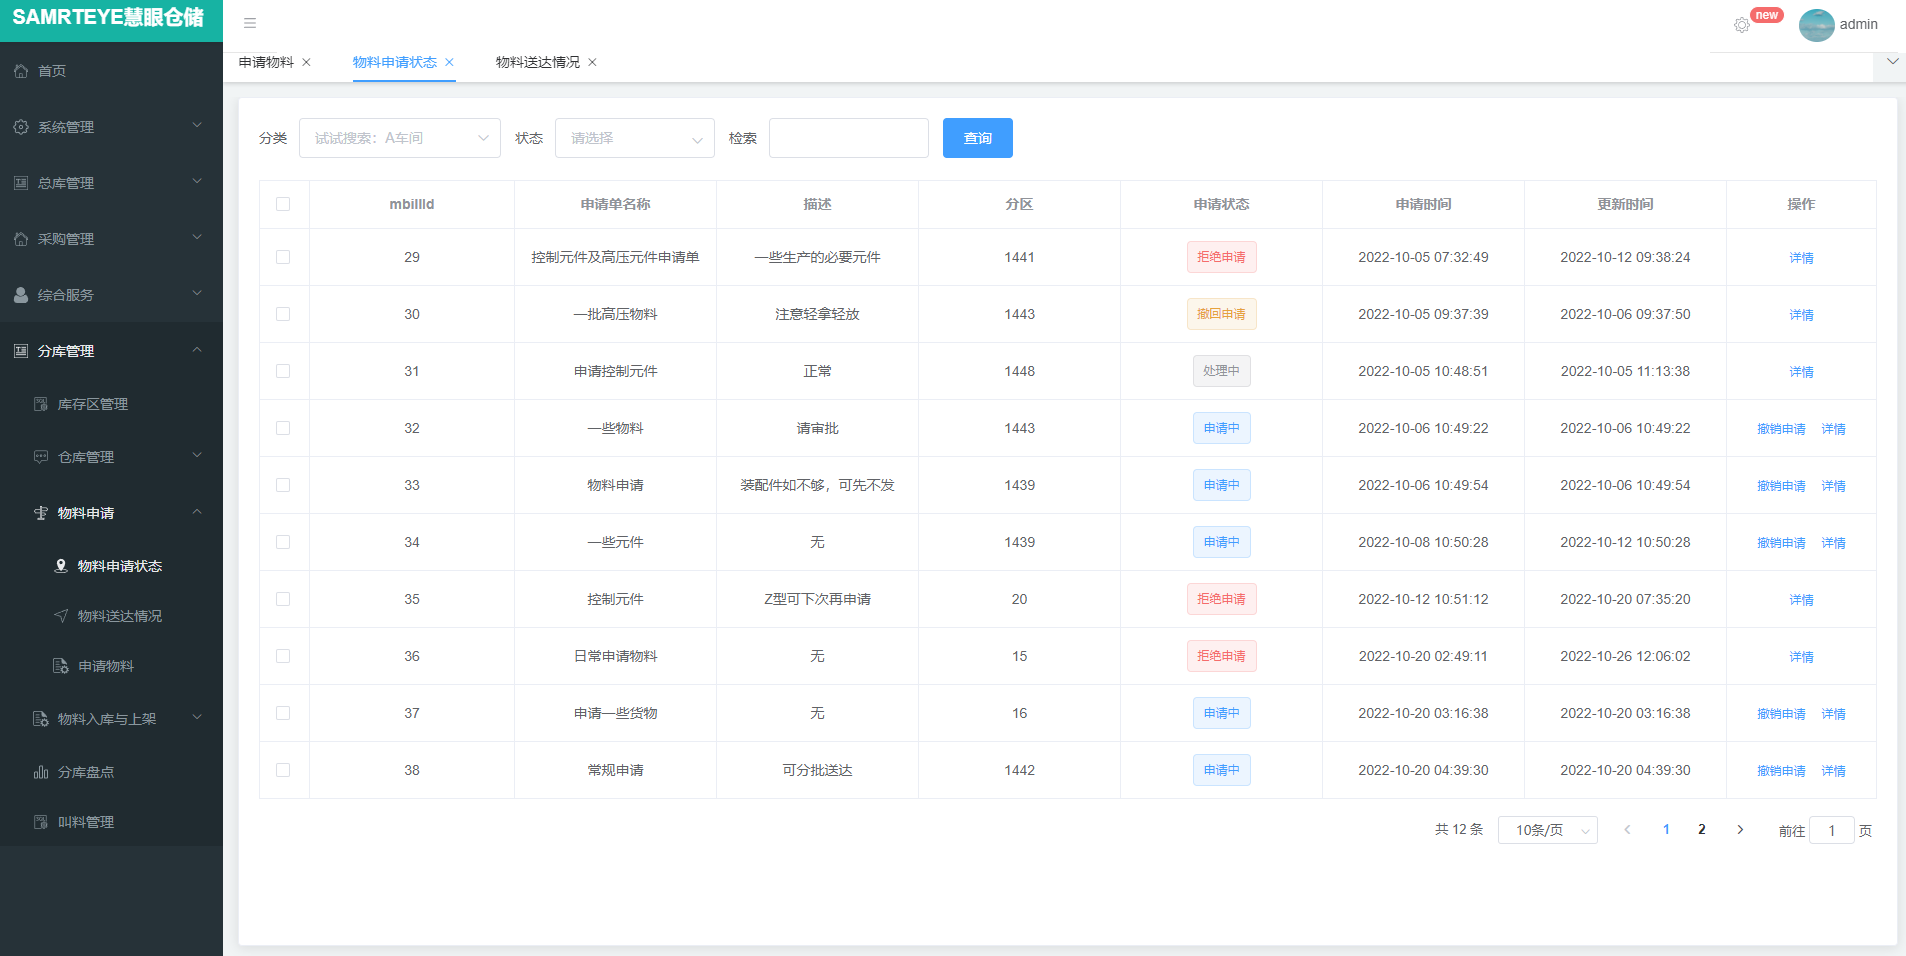 SAMRTEYE慧眼仓储
new
admin
首页
系统管理
总库管理
采购管理
综合服务
分库管理
库存区管理
仓库管理
物料申请
物料申请状态
物料送达情况
申请物料
物料入库与上架
分库盘点
叫料管理
申请物料 物料申请状态 物料送达情况
分类 试试搜索：A车间 状态 请选择 检索 查询
mbillId 申请单名称 描述 分区 申请状态 申请时间 更新时间 操作
29 控制元件及高压元件申请单 一些生产的必要元件 1441 拒绝申请 2022-10-05 07:32:49 2022-10-12 09:38:24 详情
30 一批高压物料 注意轻拿轻放 1443 撤回申请 2022-10-05 09:37:39 2022-10-06 09:37:50 详情
31 申请控制元件 正常 1448 处理中 2022-10-05 10:48:51 2022-10-05 11:13:38 详情
32 一些物料 请审批 1443 申请中 2022-10-06 10:49:22 2022-10-06 10:49:22 撤销申请 详情
33 物料申请 装配件如不够，可先不发 1439 申请中 2022-10-06 10:49:54 2022-10-06 10:49:54 撤销申请 详情
34 一些元件 无 1439 申请中 2022-10-08 10:50:28 2022-10-12 10:50:28 撤销申请 详情
35 控制元件 Z型可下次再申请 20 拒绝申请 2022-10-12 10:51:12 2022-10-20 07:35:20 详情
36 日常申请物料 无 15 拒绝申请 2022-10-20 02:49:11 2022-10-26 12:06:02 详情
37 申请一些货物 无 16 申请中 2022-10-20 03:16:38 2022-10-20 03:16:38 撤销申请 详情
38 常规申请 可分批送达 1442 申请中 2022-10-20 04:39:30 2022-10-20 04:39:30 撤销申请 详情
共 12 条 10条/页 1 2 前往 1 页